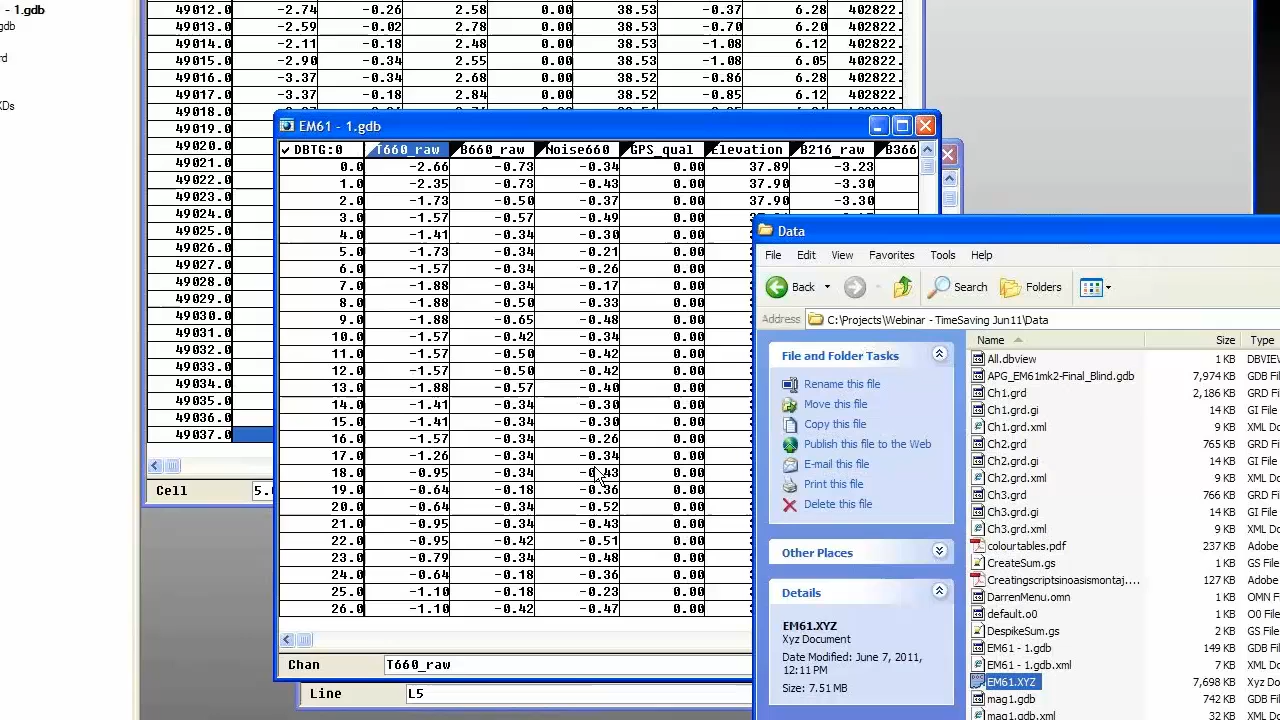 - 1.gdb
gdb
rd
XDs
49012.0 -2.74 -0.26 2.58 0.00 38.53 -0.37 6.28 402822.
49013.0 -2.59 -0.02 2.78 0.00 38.53 -0.70 6.20 402822.
49014.0 -2.11 -0.18 2.48 0.00 38.53 -1.08 6.12 402822.
49015.0 -2.90 -0.34 2.55 0.00 38.53 -1.08 6.05 402822.
49016.0 -3.37 -0.34 2.68 0.00 38.52 -0.86 6.28 402822.
49017.0 -3.37 -0.18 2.84 0.00 38.52 -0.85 6.12 402822.
49018.0
49019.0
49020.0
49021.0
49022.0
49023.0
49024.0
49025.0
49026.0
49027.0
49028.0
49029.0
49030.0
49031.0
49032.0
49033.0
49034.0
49035.0
49036.0
49037.0
Cell 5.
EM61 - 1.gdb
DBTG:0 T660_raw B660_raw Noise660 GPS_qual Elevation B216_raw B366
0.0 -2.66 -0.73 -0.34 0.00 37.89 -3.23
1.0 -2.35 -0.73 -0.43 0.00 37.90 -3.30
2.0 -1.73 -0.50 -0.37 0.00 37.90 -3.30
3.0 -1.57 -0.57 -0.49 0.00
4.0 -1.41 -0.34 -0.30 0.00
5.0 -1.73 -0.34 -0.21 0.00
6.0 -1.57 -0.34 -0.26 0.00
7.0 -1.88 -0.34 -0.17 0.00
8.0 -1.88 -0.50 -0.33 0.00
9.0 -1.88 -0.65 -0.48 0.00
10.0 -1.57 -0.42 -0.34 0.00
11.0 -1.57 -0.50 -0.42 0.00
12.0 -1.57 -0.50 -0.42 0.00
13.0 -1.88 -0.57 -0.40 0.00
14.0 -1.41 -0.34 -0.30 0.00
15.0 -1.41 -0.34 -0.30 0.00
16.0 -1.57 -0.34 -0.26 0.00
17.0 -1.26 -0.34 -0.34 0.00
18.0 -0.95 -0.34 -0.43 0.00
19.0 -0.64 -0.18 -0.36 0.00
20.0 -0.64 -0.34 -0.52 0.00
21.0 -0.95 -0.34 -0.43 0.00
22.0 -0.95 -0.42 -0.51 0.00
23.0 -0.79 -0.34 -0.48 0.00
24.0 -0.64 -0.18 -0.36 0.00
25.0 -1.10 -0.18 -0.23 0.00
26.0 -1.10 -0.42 -0.47 0.00
Chan T660_raw
Line L5
Data
File Edit View Favorites Tools Help
Back Search Folders
Address C:\Projects\Webinar - TimeSaving Jun11\Data
File and Folder Tasks
Rename this file
Move this file
Copy this file
Publish this file to the Web
E-mail this file
Print this file
Delete this file
Other Places
Details
EM61.XYZ
Xyz Document
Date Modified: June 7, 2011,
12:11 PM
Size: 7.51 MB
Name Size Type
All.dbview 1 KB DBVIE
APG_EM61mk2-Final_Blind.gdb 7,974 KB GDB Fi
Ch1.grd 2,186 KB GRD Fi
Ch1.grd.gi 14 KB GI File
Ch1.grd.xml 9 KB XML Do
Ch2.grd 765 KB GRD Fi
Ch2.grd.gi 14 KB GI File
Ch2.grd.xml 9 KB XML Do
Ch3.grd 766 KB GRD Fi
Ch3.grd.gi 14 KB GI File
Ch3.grd.xml 9 KB XML Do
colourtables.pdf 237 KB Adobe
CreateSum.gs 1 KB GS File
Creatingscriptsinoasismontaj.... 127 KB Adobe
DarrenMenu.omn 1 KB OMN F
default.o0 1 KB O0 File
DespikeSum.gs 2 KB GS File
EM61 - 1.gdb 149 KB GDB Fi
EM61 - 1.gdb.xml 7 KB XML Do
EM61.XYZ 7,698 KB Xyz Do
mag1.gdb 742 KB GDB Fi
mag1.gdb.xml 32 KB XML Do